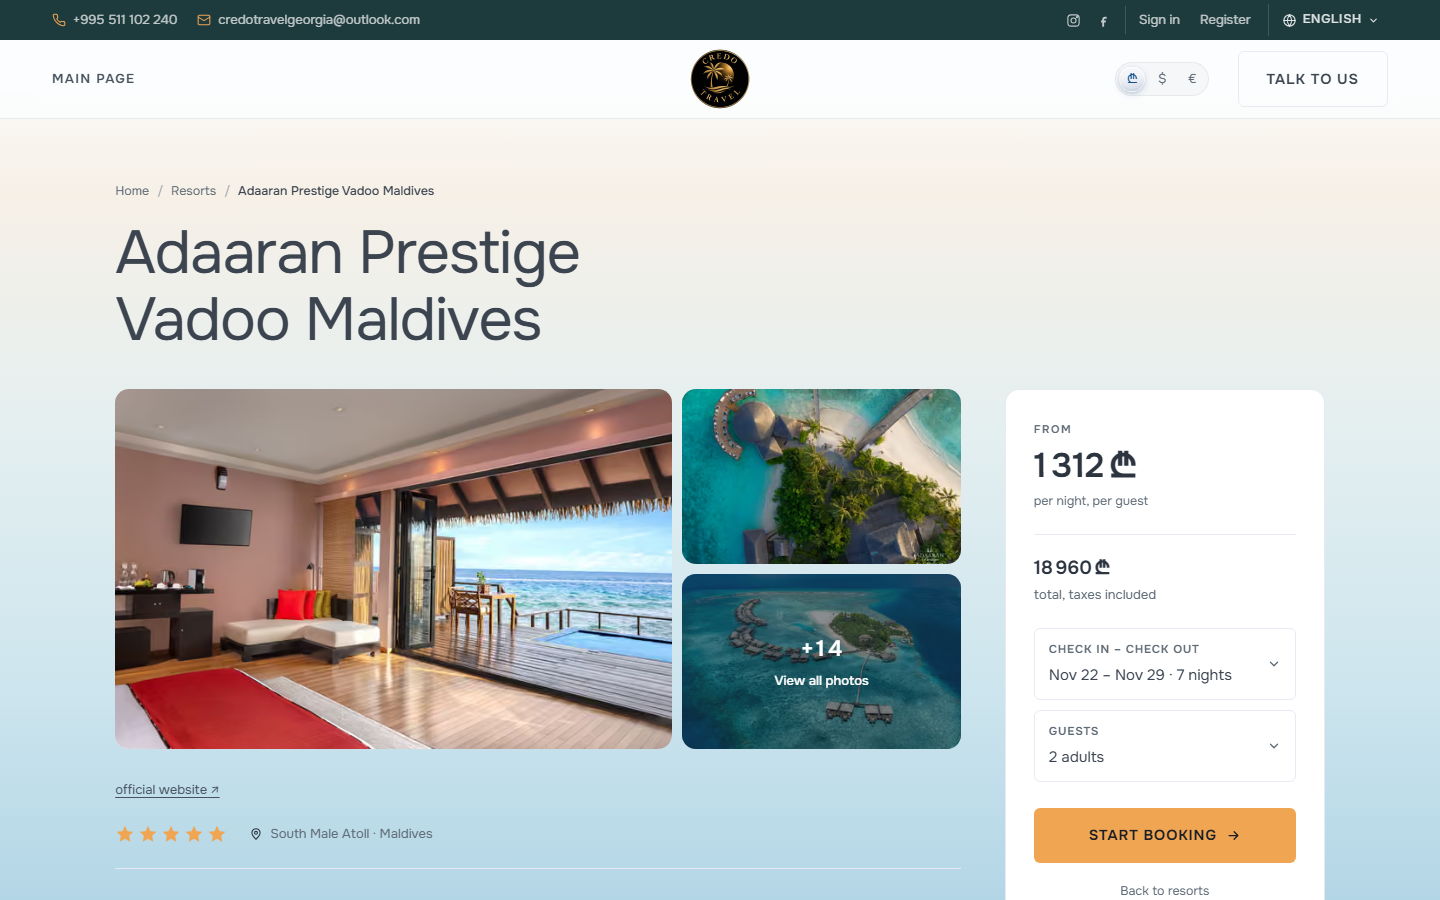 +995 511 102 240
credotravelgeorgia@outlook.com
Sign in
Register
ENGLISH
MAIN PAGE
CREDO
TRAVEL
₾
$
€
TALK TO US
Home / Resorts / Adaaran Prestige Vadoo Maldives
Adaaran Prestige
Vadoo Maldives
+14
View all photos
official website ↗
South Male Atoll · Maldives
FROM
1 312 ₾
per night, per guest
18 960 ₾
total, taxes included
CHECK IN – CHECK OUT
Nov 22 – Nov 29 · 7 nights
GUESTS
2 adults
START BOOKING →
Back to resorts